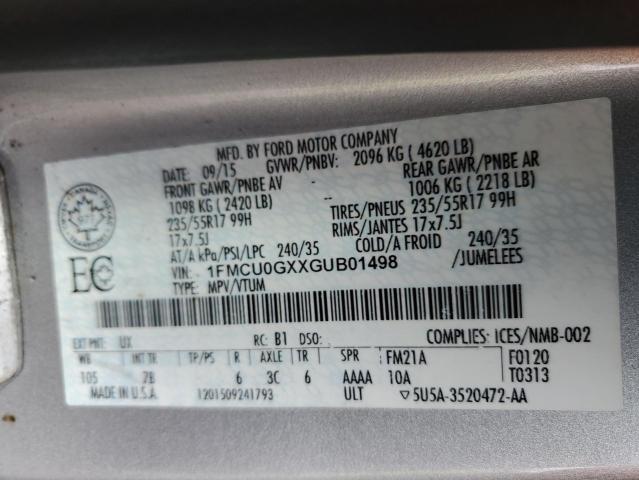 MFD. BY FORD MOTOR COMPANY
DATE: 09/15 GVWR/PNBV: 2096 KG ( 4620 LB)
FRONT GAWR/PNBE AV REAR GAWR/PNBE AR
1098 KG ( 2420 LB) 1006 KG ( 2218 LB)
235/55R17 99H TIRES/PNEUS 235/55R17 99H
17x7.5J RIMS/JANTES 17x7.5J
AT/A kPa/PSI/LPC 240/35 COLD/A FROID 240/35
VIN: 1FMCU0GXXGUB01498 /JUMELEES
TYPE: MPV/VTUM
EC
EXT PNT: UX RC: B1 DSO: COMPLIES: ICES/NMB-002
WB INT TR TP/PS R AXLE TR SPR FM21A F0120
105 7B 6 3C 6 AAAA 10A T0313
MADE IN U.S.A. 1201509241793 ULT ▽5U5A-3520472-AA